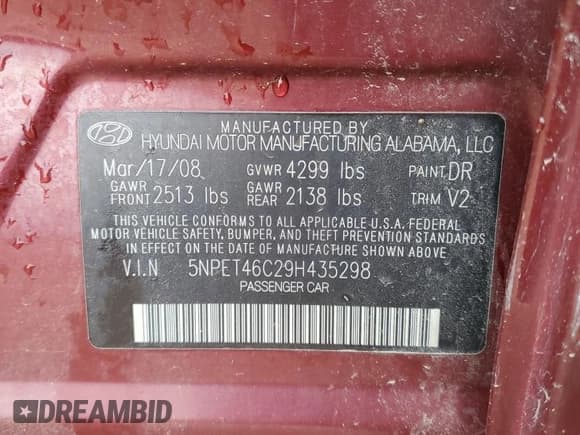 MANUFACTURED BY
HYUNDAI MOTOR MANUFACTURING ALABAMA, LLC
Mar/17/08 GVWR 4299 lbs PAINT DR
GAWR FRONT 2513 lbs GAWR REAR 2138 lbs TRIM V2
THIS VEHICLE CONFORMS TO ALL APPLICABLE U.S.A. FEDERAL
MOTOR VEHICLE SAFETY, BUMPER, AND THEFT PREVENTION STANDARDS
IN EFFECT ON THE DATE OF MANUFACTURE SHOWN ABOVE.
V.I.N 5NPET46C29H435298
PASSENGER CAR
DREAMBID